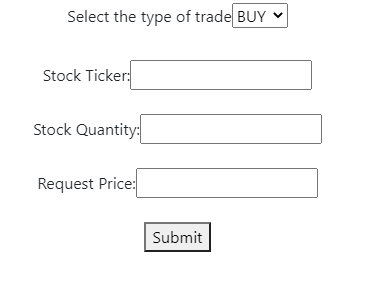 Select the type of trade BUY
Stock Ticker:
Stock Quantity:
Request Price:
Submit